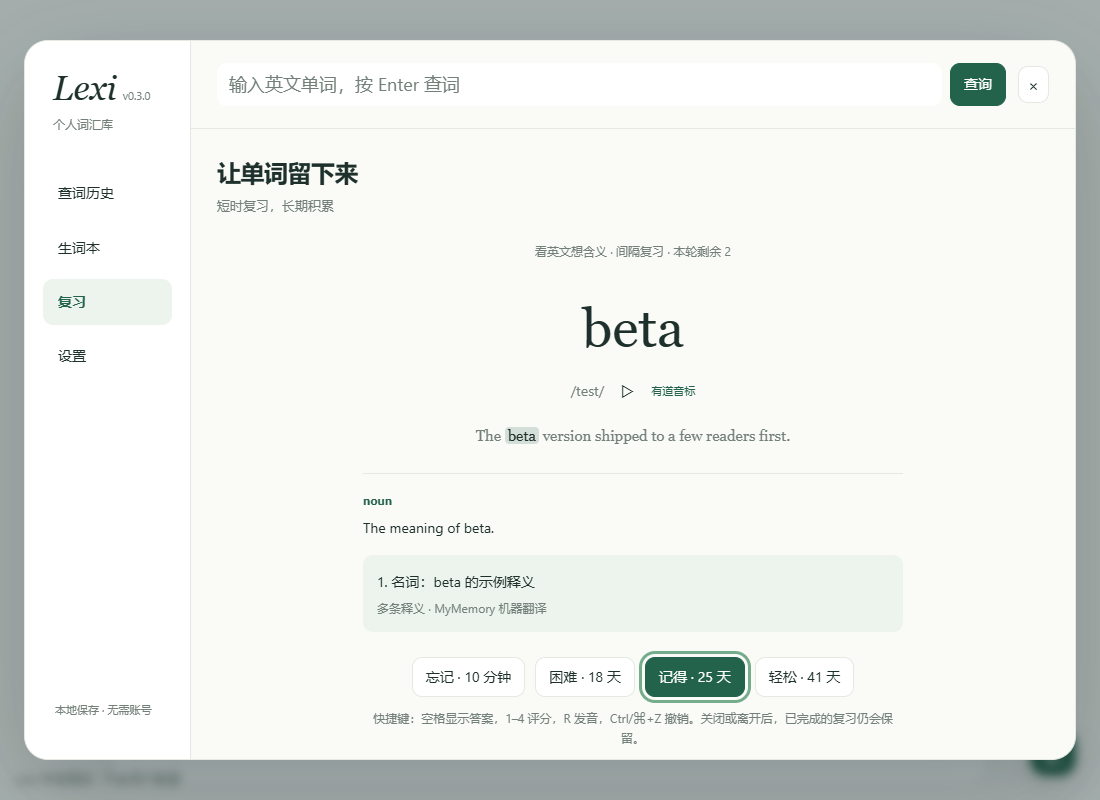 Lexi v0.3.0
个人词汇库
查词历史
生词本
复习
设置
本地保存 · 无需账号
输入英文单词，按 Enter 查词
查询
×
让单词留下来
短时复习，长期积累
看英文想含义 · 间隔复习 · 本轮剩余 2
beta
/test/ ▷ 有道音标
The beta version shipped to a few readers first.
noun
The meaning of beta.
1. 名词：beta 的示例释义
多条释义 · MyMemory 机器翻译
忘记 · 10 分钟
困难 · 18 天
记得 · 25 天
轻松 · 41 天
快捷键：空格显示答案，1–4 评分，R 发音，Ctrl/⌘+Z 撤销。关闭或离开后，已完成的复习仍会保
留。